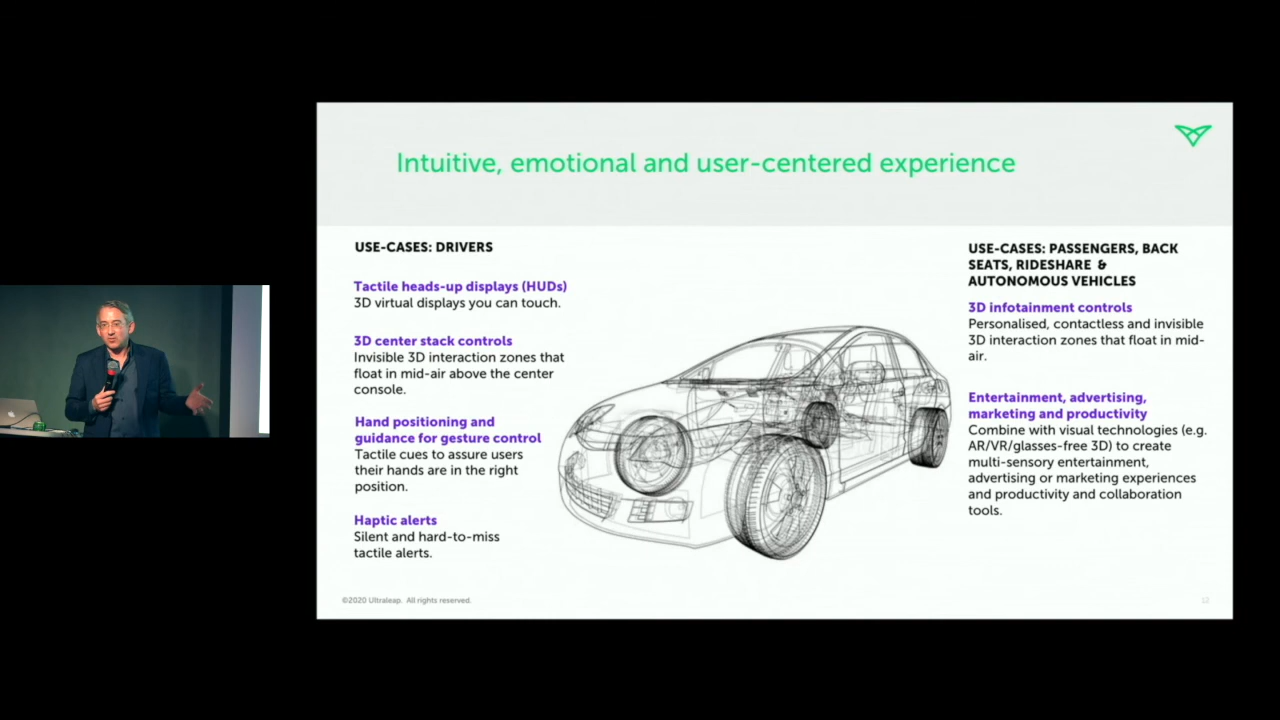 Intuitive, emotional and user-centered experience
USE-CASES: DRIVERS
Tactile heads-up displays (HUDs)
3D virtual displays you can touch.
3D center stack controls
Invisible 3D interaction zones that
float in mid-air above the center
console.
Hand positioning and
guidance for gesture control
Tactile cues to assure users
their hands are in the right
position.
Haptic alerts
Silent and hard-to-miss
tactile alerts.
USE-CASES: PASSENGERS, BACK
SEATS, RIDESHARE &
AUTONOMOUS VEHICLES
3D infotainment controls
Personalised, contactless and invisible
3D interaction zones that float in mid-
air.
Entertainment, advertising,
marketing and productivity
Combine with visual technologies (e.g.
AR/VR/glasses-free 3D) to create
multi-sensory entertainment,
advertising or marketing experiences
and productivity and collaboration
tools.
©2020 Ultraleap. All rights reserved.
12